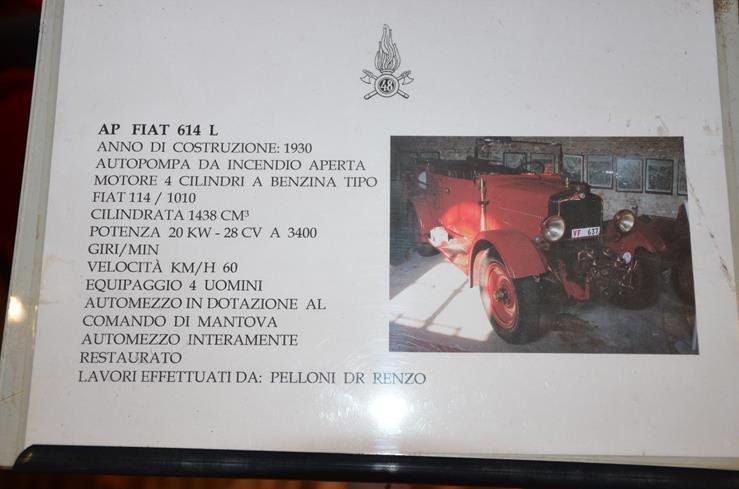 48
AP FIAT 614 L
ANNO DI COSTRUZIONE: 1930
AUTOPOMPA DA INCENDIO APERTA
MOTORE 4 CILINDRI A BENZINA TIPO
FIAT 114 / 1010
CILINDRATA 1438 CM³
POTENZA 20 KW - 28 CV A 3400
GIRI/MIN
VELOCITÀ KM/H 60
EQUIPAGGIO 4 UOMINI
AUTOMEZZO IN DOTAZIONE AL
COMANDO DI MANTOVA
AUTOMEZZO INTERAMENTE
RESTAURATO
LAVORI EFFETTUATI DA: PELLONI DR RENZO
VF 637